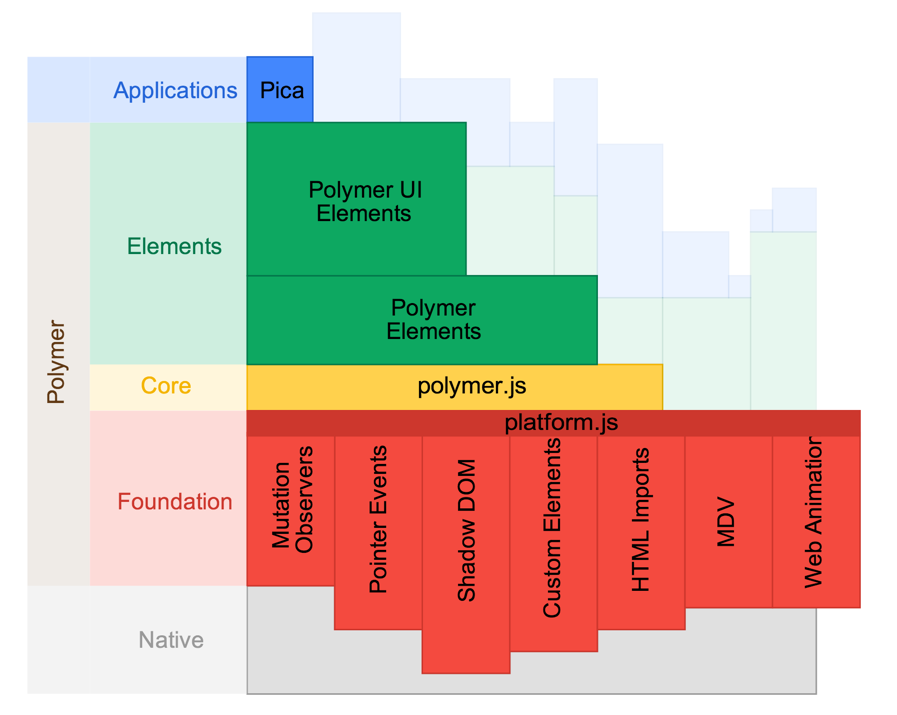 Applications
Pica
Polymer UI
Elements
Elements
Polymer
Elements
Polymer
Core
polymer.js
platform.js
Foundation
Mutation
Observers
Pointer Events
Shadow DOM
Custom Elements
HTML Imports
MDV
Web Animation
Native